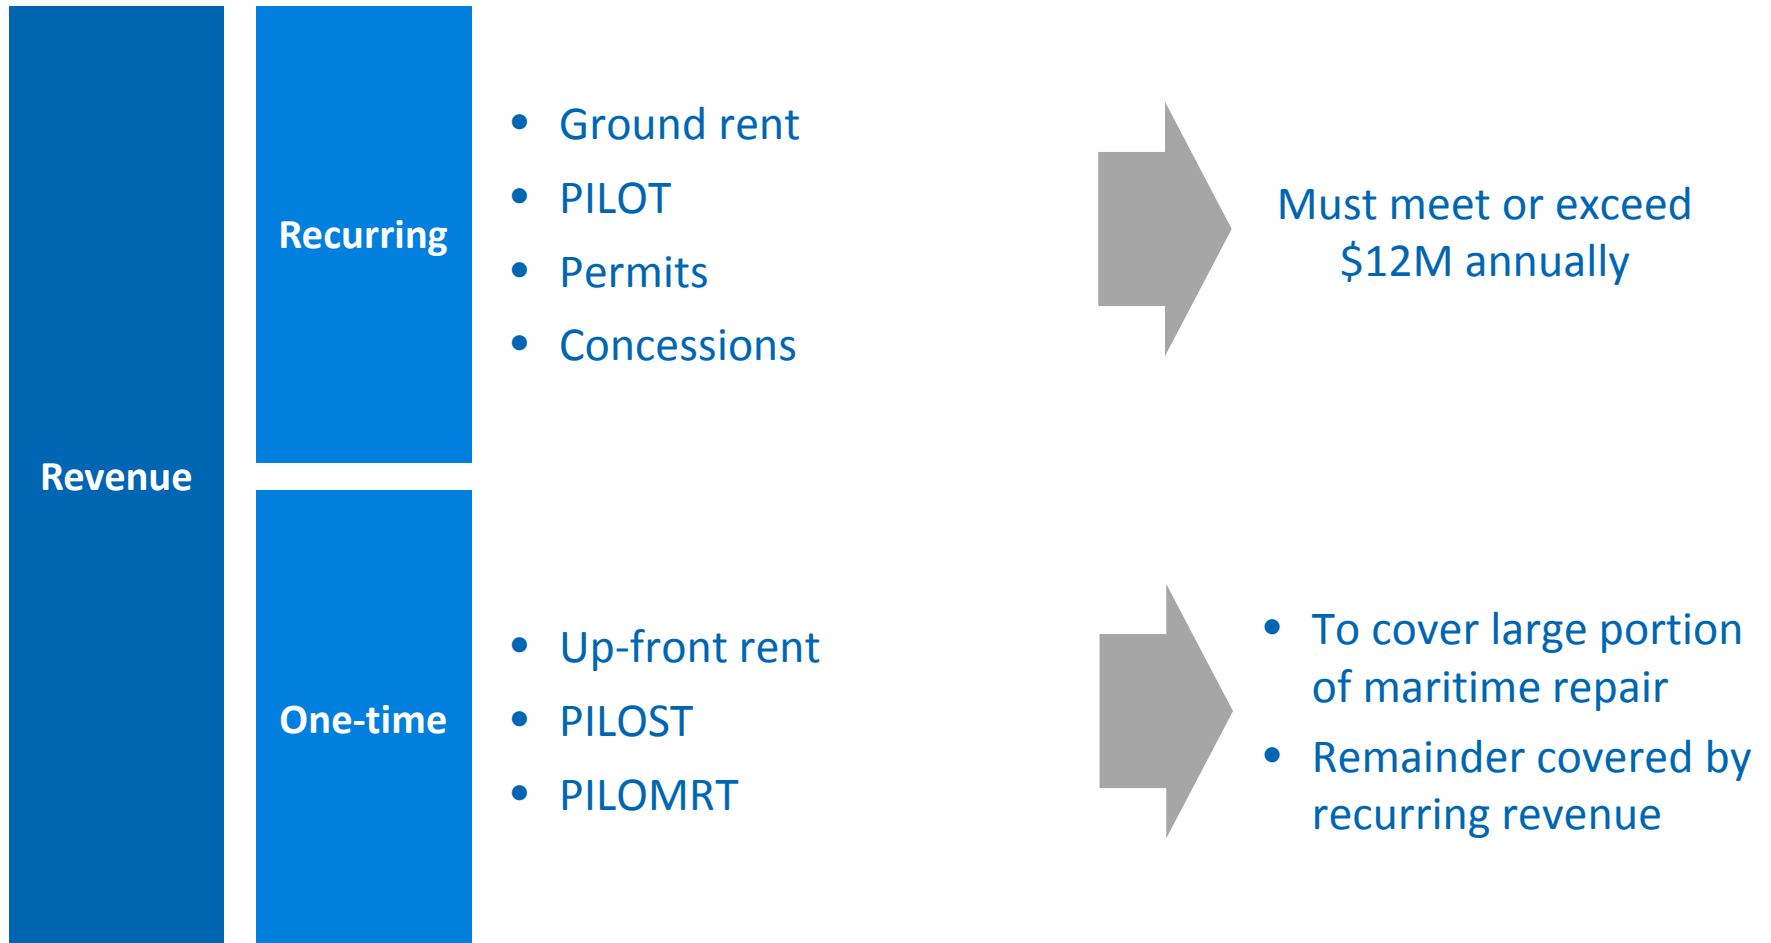 Revenue
Recurring
• Ground rent
• PILOT
• Permits
• Concessions
Must meet or exceed
$12M annually
One-time
• Up-front rent
• PILOST
• PILOMRT
• To cover large portion
of maritime repair
• Remainder covered by
recurring revenue